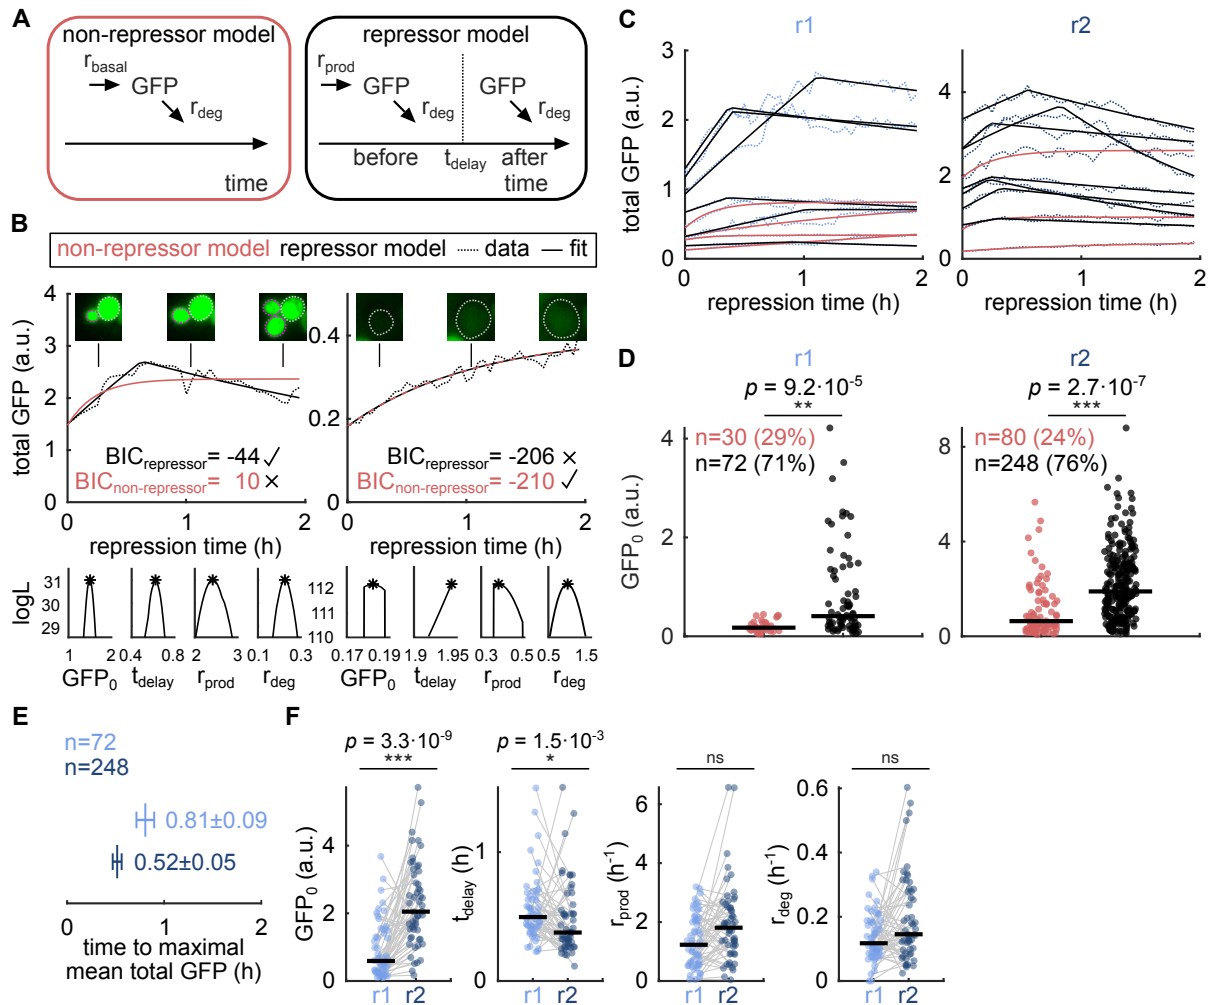 A
non-repressor model
r_basal
GFP
r_deg
time
repressor model
r_prod
GFP
r_deg
GFP
r_deg
before
t_delay
after
time
B
non-repressor model repressor model data fit
total GFP (a.u.)
4
3
2
1
0
0 1 2
repression time (h)
BIC_repressor = -44 ✓
BIC_non-repressor = 10 ×
0.4
0.2
0
0 1 2
repression time (h)
BIC_repressor = -206 ×
BIC_non-repressor = -210 ✓
logL
31
30
29
1 2
GFP_0
0.4 0.8
t_delay
2 3
r_prod
0.1 0.3
r_deg
112
111
110
0.17 0.19
GFP_0
1.9 1.95
t_delay
0.3 0.5
r_prod
0.5 1.5
r_deg
C
r1
total GFP (a.u.)
3
2
1
0
0 1 2
repression time (h)
r2
4
2
0
0 1 2
repression time (h)
D
r1
p = 9.2·10^-5
**
n=30 (29%)
n=72 (71%)
GFP_0 (a.u.)
4
2
0
r2
p = 2.7·10^-7
***
n=80 (24%)
n=248 (76%)
8
4
0
E
n=72
n=248
0.81±0.09
0.52±0.05
0 1 2
time to maximal
mean total GFP (h)
F
p = 3.3·10^-9
***
GFP_0 (a.u.)
4
2
0
r1 r2
p = 1.5·10^-3
*
t_delay (h)
1
0
r1 r2
ns
r_prod (h^-1)
6
4
2
0
r1 r2
ns
r_deg (h^-1)
0.6
0.4
0.2
0
r1 r2